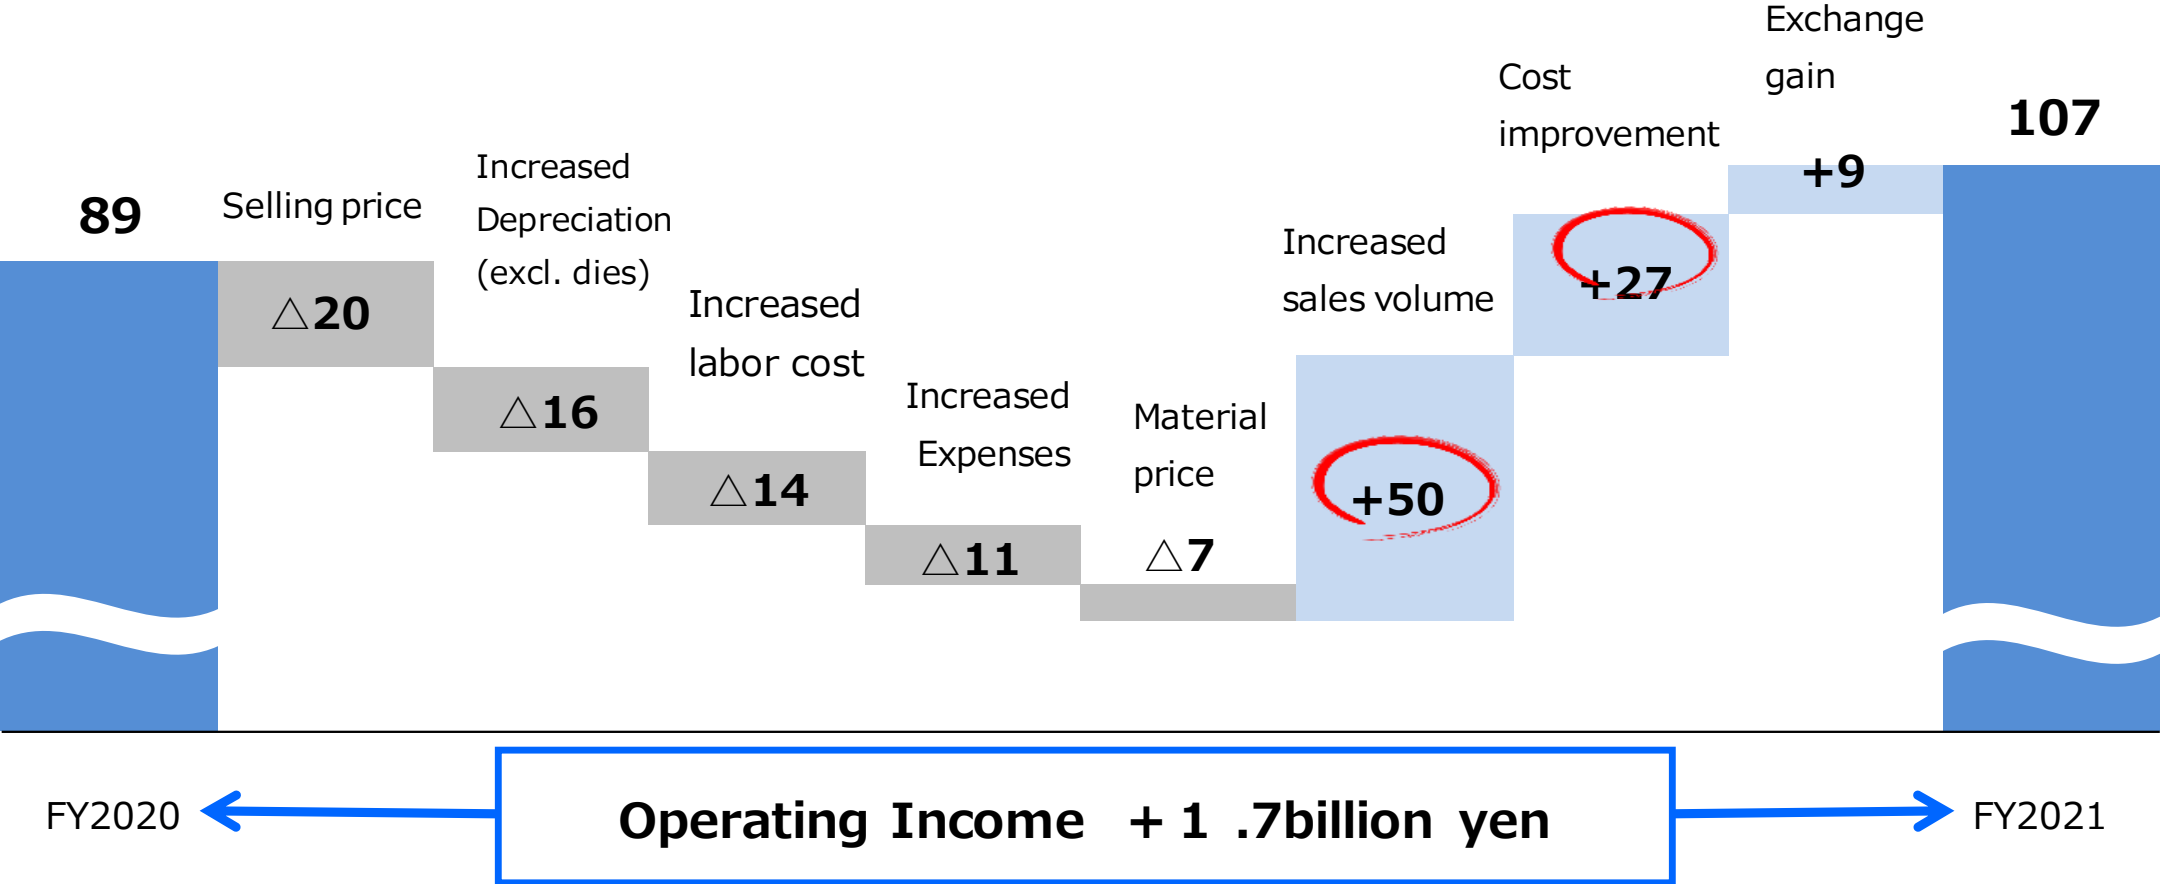 89
Selling price
△20
Increased
Depreciation
(excl. dies)
△16
Increased
labor cost
△14
Increased
Expenses
△11
Material
price
△7
Increased
sales volume
+50
Cost
improvement
+27
Exchange
gain
+9
107
FY2020
Operating Income +1 .7billion yen
FY2021